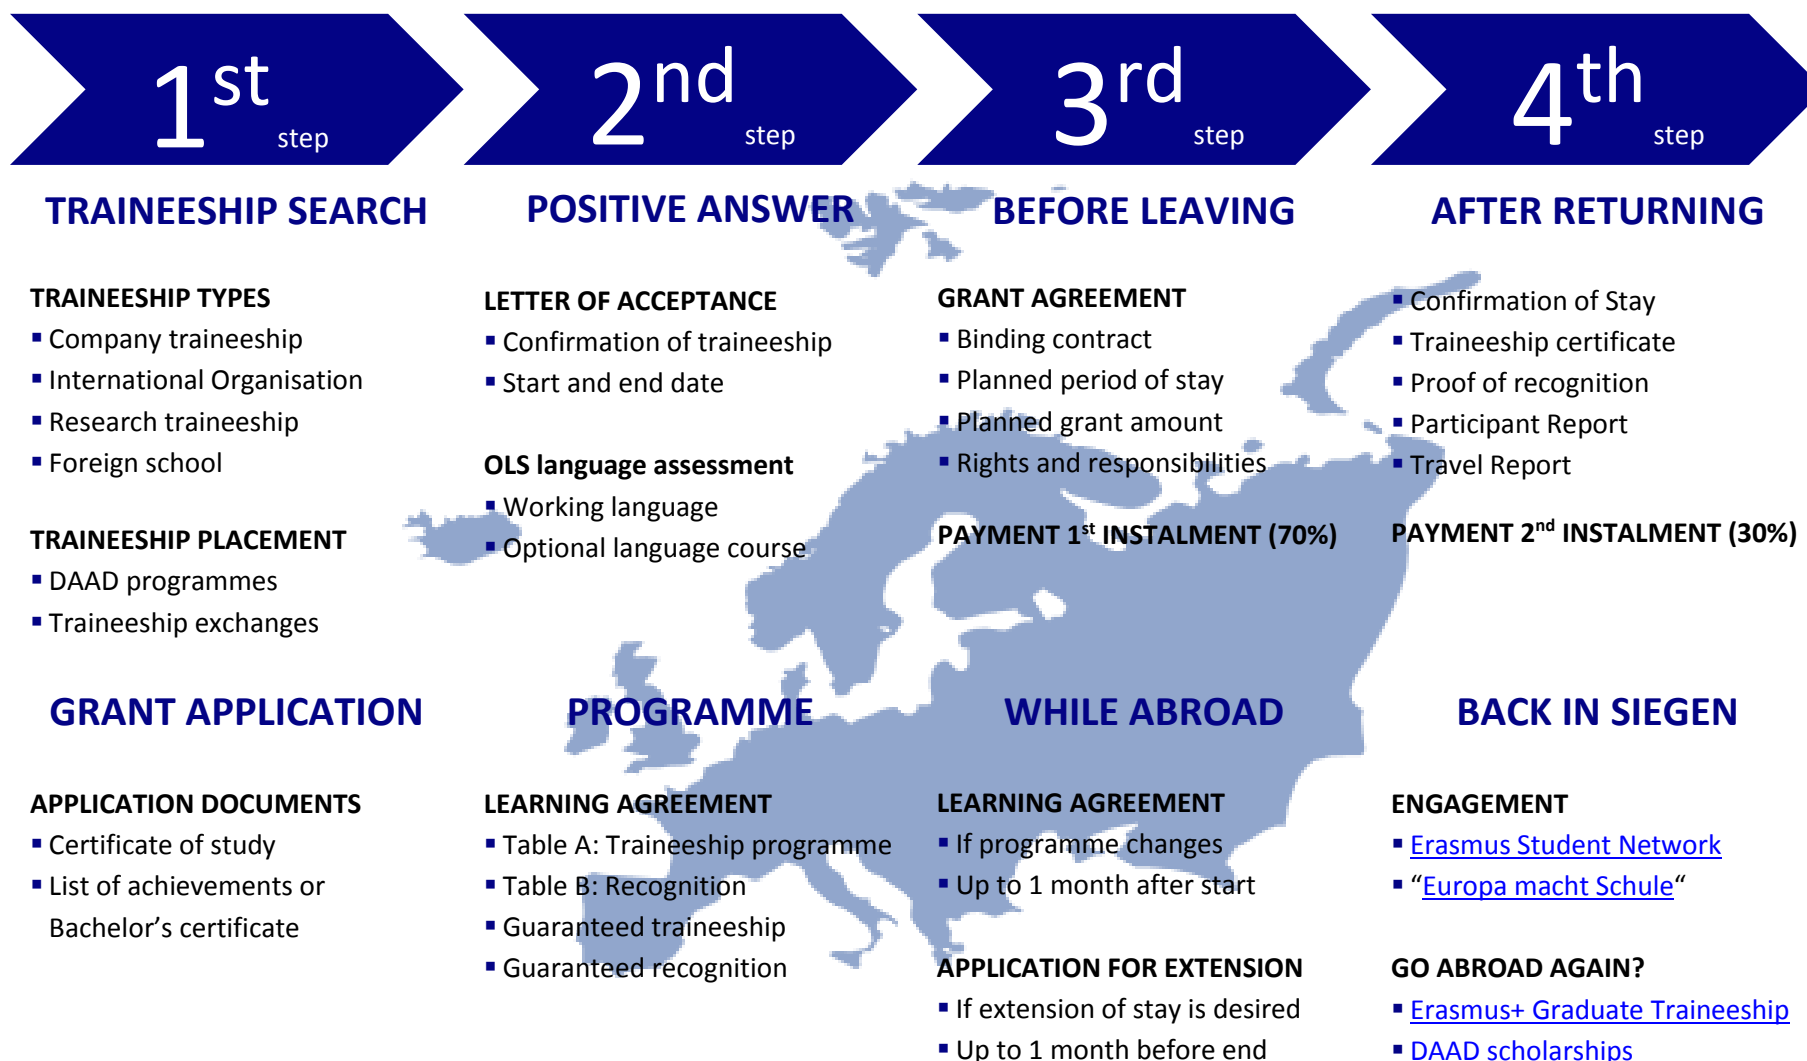 1st step
2nd step
3rd step
4th step
TRAINEESHIP SEARCH
TRAINEESHIP TYPES
▪ Company traineeship
▪ International Organisation
▪ Research traineeship
▪ Foreign school
TRAINEESHIP PLACEMENT
▪ DAAD programmes
▪ Traineeship exchanges
GRANT APPLICATION
APPLICATION DOCUMENTS
▪ Certificate of study
▪ List of achievements or
Bachelor’s certificate
POSITIVE ANSWER
LETTER OF ACCEPTANCE
▪ Confirmation of traineeship
▪ Start and end date
OLS language assessment
▪ Working language
▪ Optional language course
PROGRAMME
LEARNING AGREEMENT
▪ Table A: Traineeship programme
▪ Table B: Recognition
▪ Guaranteed traineeship
▪ Guaranteed recognition
BEFORE LEAVING
GRANT AGREEMENT
▪ Binding contract
▪ Planned period of stay
▪ Planned grant amount
▪ Rights and responsibilities
PAYMENT 1st INSTALMENT (70%)
WHILE ABROAD
LEARNING AGREEMENT
▪ If programme changes
▪ Up to 1 month after start
APPLICATION FOR EXTENSION
▪ If extension of stay is desired
▪ Up to 1 month before end
AFTER RETURNING
▪ Confirmation of Stay
▪ Traineeship certificate
▪ Proof of recognition
▪ Participant Report
▪ Travel Report
PAYMENT 2nd INSTALMENT (30%)
BACK IN SIEGEN
ENGAGEMENT
▪ Erasmus Student Network
▪ “Europa macht Schule“
GO ABROAD AGAIN?
▪ Erasmus+ Graduate Traineeship
▪ DAAD scholarships